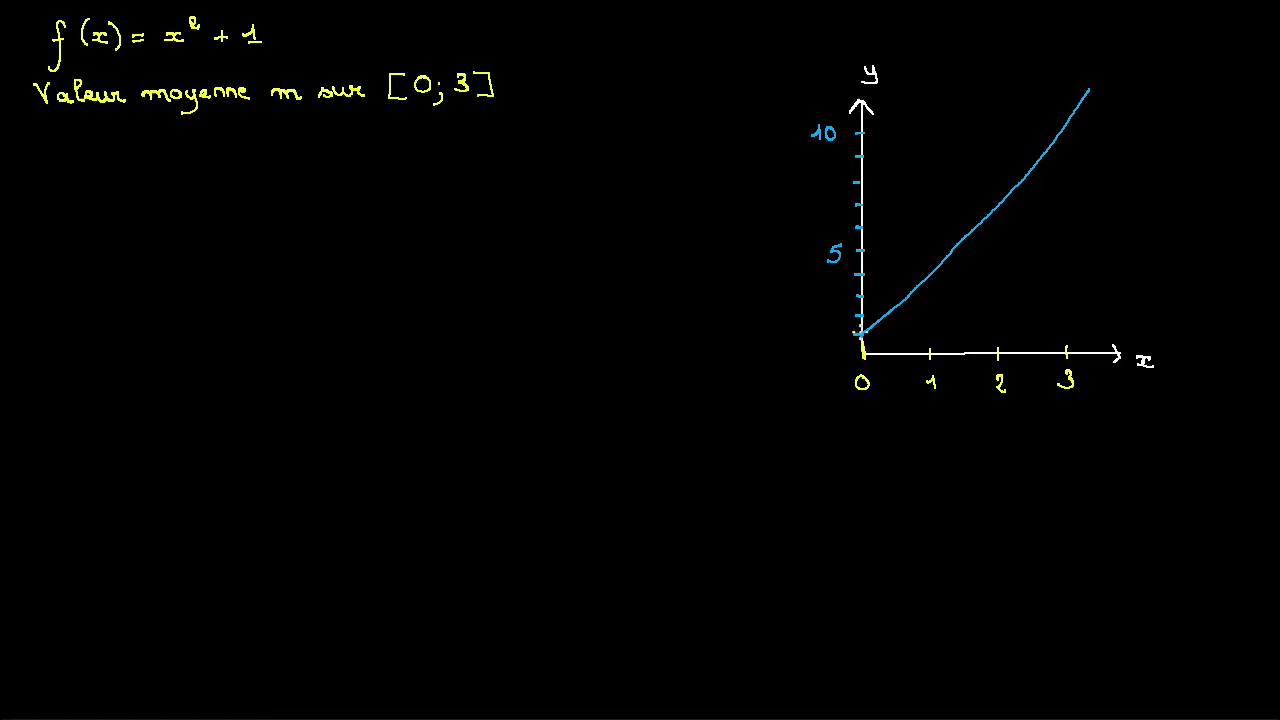 f(x) = x² + 1
Valeur moyenne m sur [0; 3]
y
10
5
x
0 1 2 3